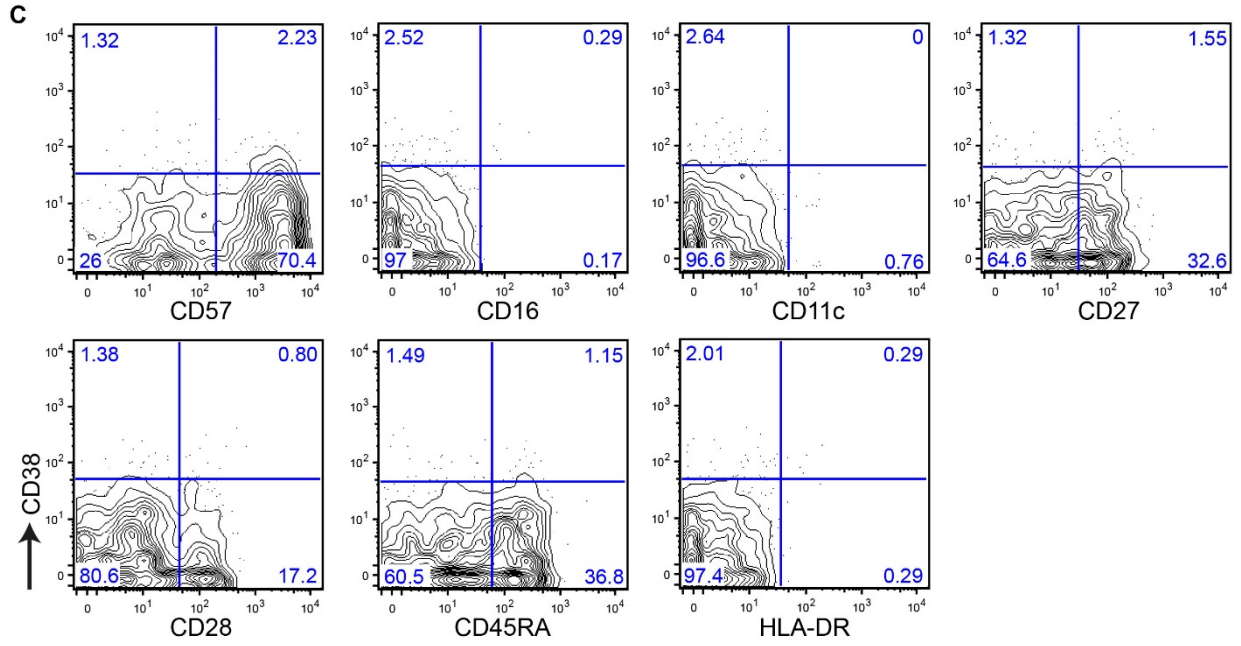 C
10⁴ 1.32 2.23
10³
10²
10¹
0 26 70.4
0 10¹ 10² 10³ 10⁴
CD57
10⁴ 2.52 0.29
10³
10²
10¹
0 97 0.17
0 10¹ 10² 10³ 10⁴
CD16
10⁴ 2.64 0
10³
10²
10¹
0 96.6 0.76
0 10¹ 10² 10³ 10⁴
CD11c
10⁴ 1.32 1.55
10³
10²
10¹
0 64.6 32.6
0 10¹ 10² 10³ 10⁴
CD27
10⁴ 1.38 0.80
10³
10²
10¹
0 80.6 17.2
0 10¹ 10² 10³ 10⁴
CD28
CD38
10⁴ 1.49 1.15
10³
10²
10¹
0 60.5 36.8
0 10¹ 10² 10³ 10⁴
CD45RA
10⁴ 2.01 0.29
10³
10²
10¹
0 97.4 0.29
0 10¹ 10² 10³ 10⁴
HLA-DR